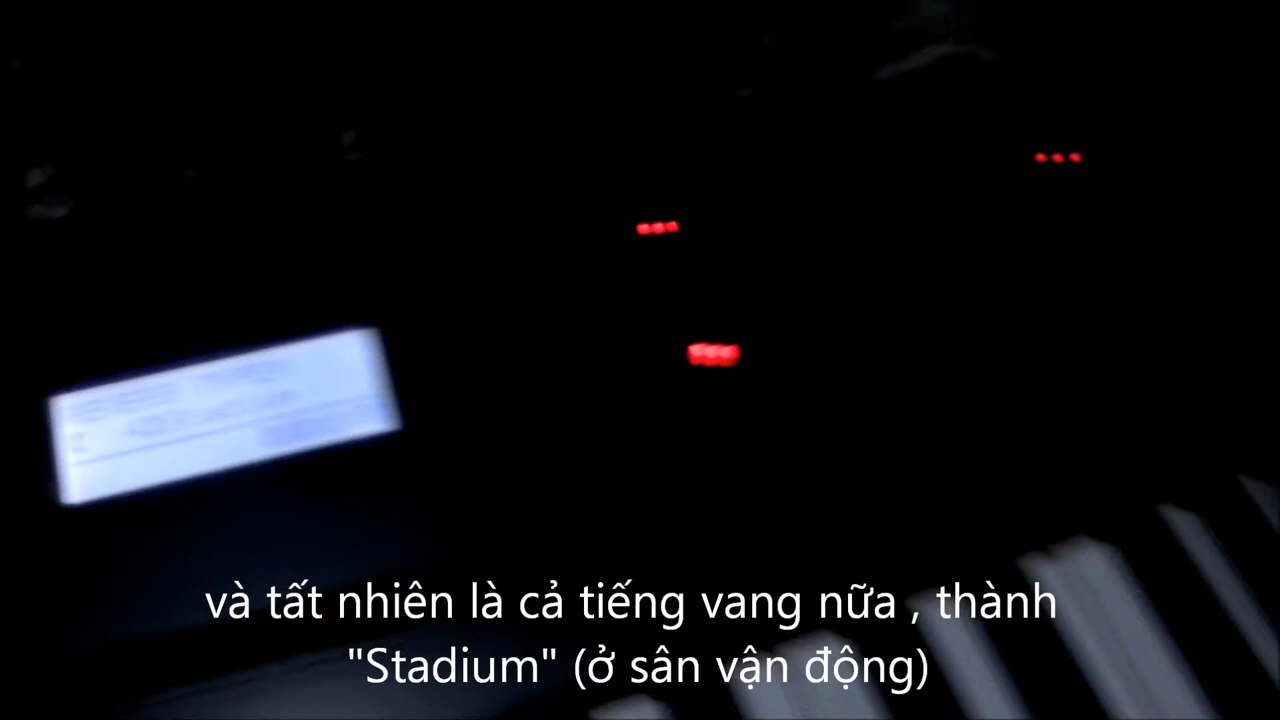 và tất nhiên là cả tiếng vang nữa , thành
"Stadium" (ở sân vận động)